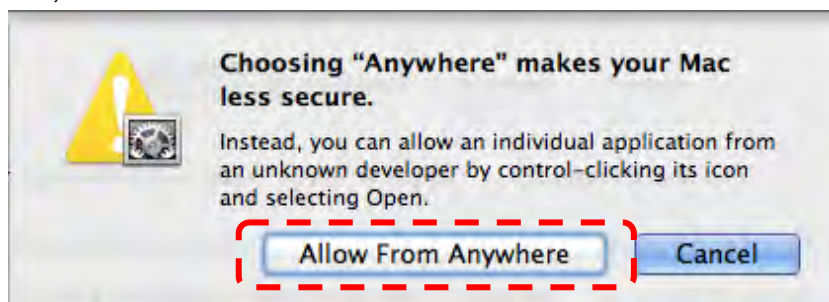 Choosing “Anywhere” makes your Mac
less secure.
Instead, you can allow an individual application from
an unknown developer by control-clicking its icon
and selecting Open.
Allow From Anywhere
Cancel